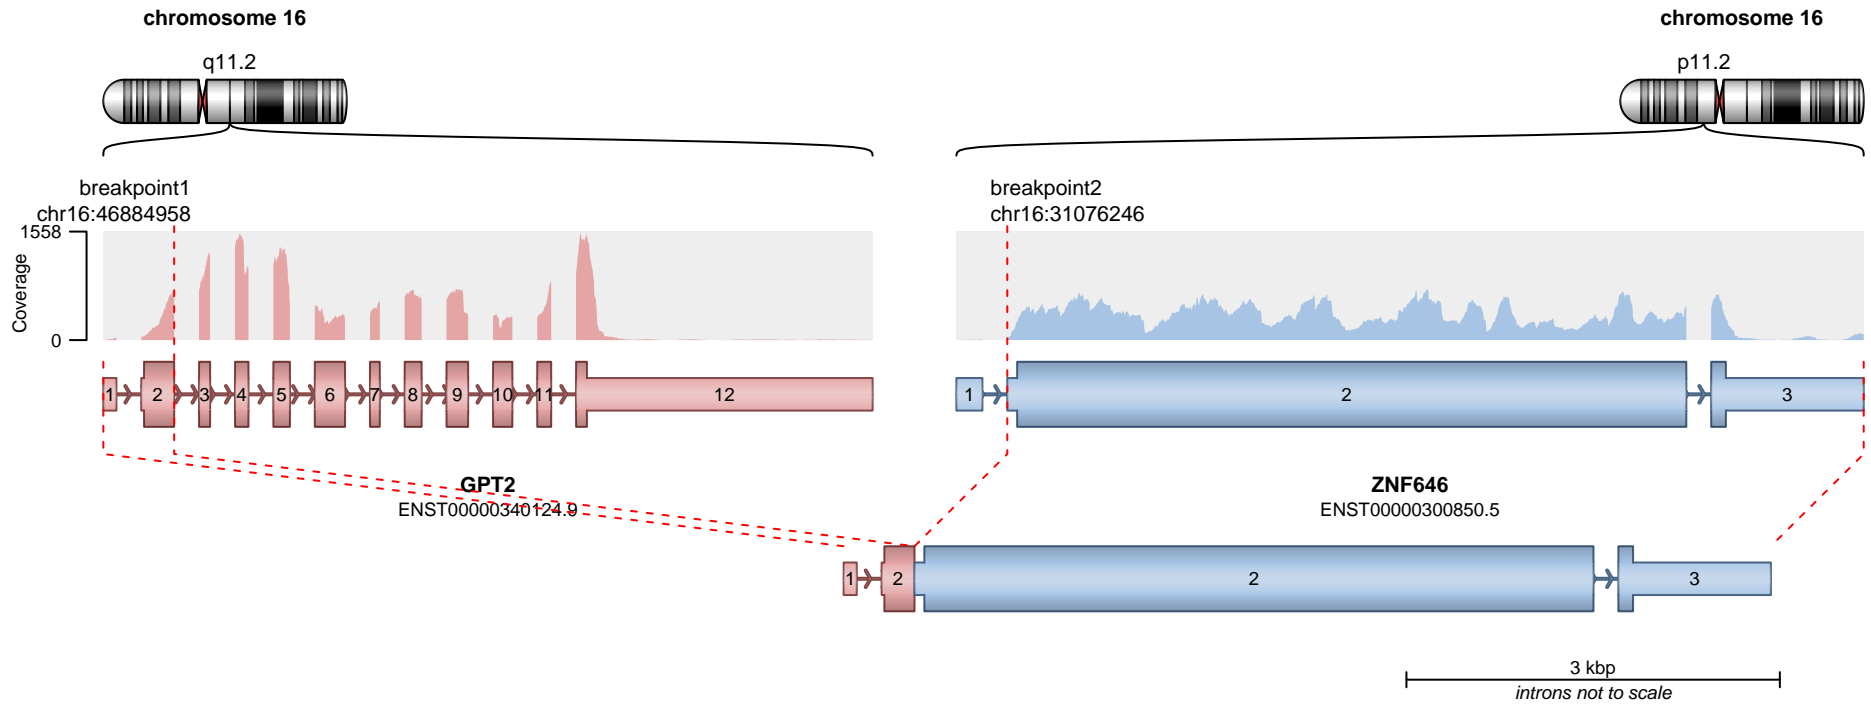 chromosome 16
chromosome 16
q11.2
p11.2
breakpoint1
chr16:46884958
breakpoint2
chr16:31076246
1558
Coverage
0
1 2 3 4 5 6 7 8 9 10 11 12
1 2 3
GPT2
ENST00000340124.9
ZNF646
ENST00000300850.5
1 2 2 3
3 kbp
introns not to scale